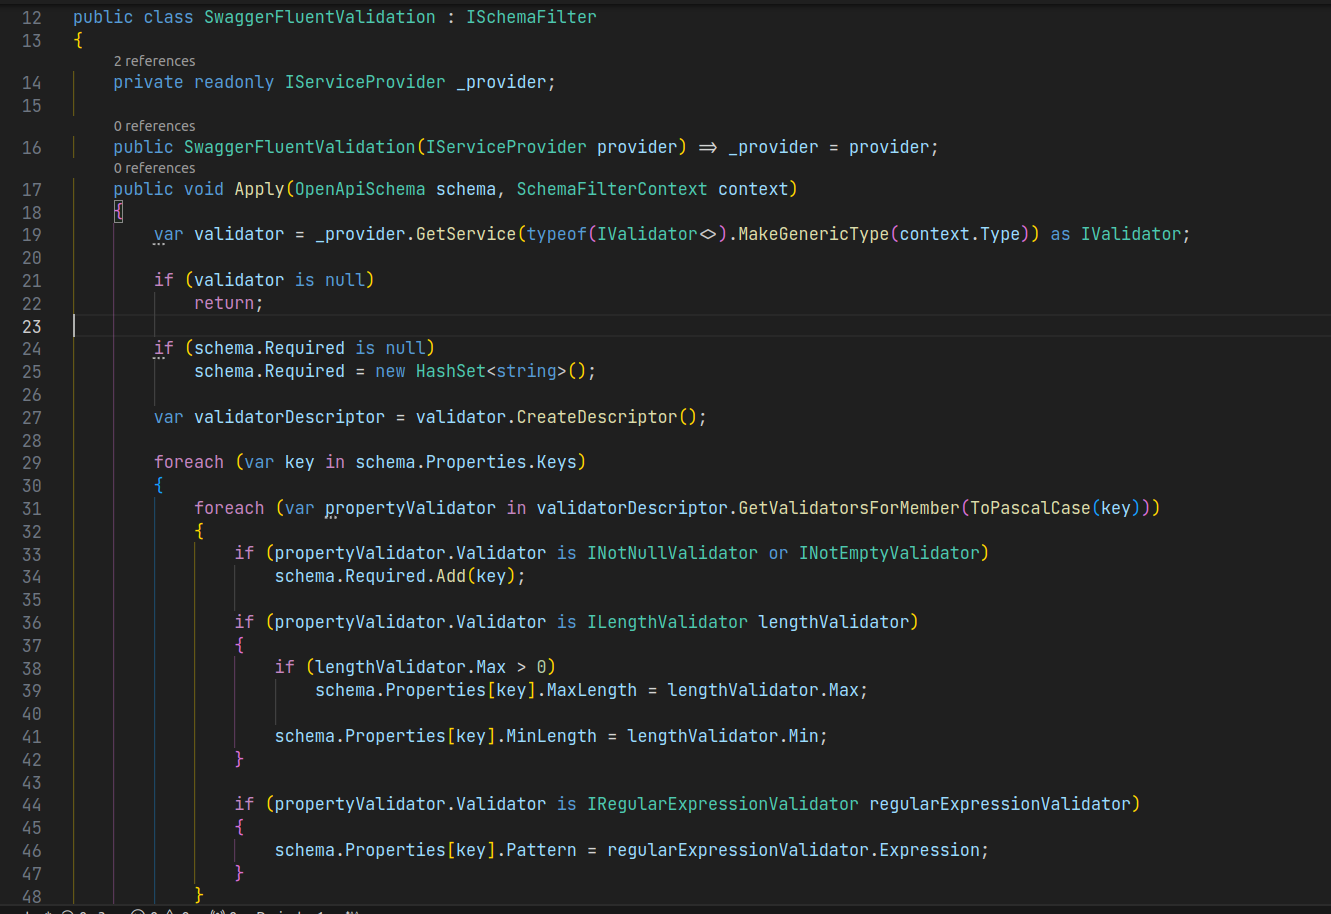 12 public class SwaggerFluentValidation : ISchemaFilter
13 {
2 references
14 private readonly IServiceProvider _provider;
15
0 references
16 public SwaggerFluentValidation(IServiceProvider provider) => _provider = provider;
0 references
17 public void Apply(OpenApiSchema schema, SchemaFilterContext context)
18 {
19 var validator = _provider.GetService(typeof(IValidator<>).MakeGenericType(context.Type)) as IValidator;
20
21 if (validator is null)
22 return;
23
24 if (schema.Required is null)
25 schema.Required = new HashSet<string>();
26
27 var validatorDescriptor = validator.CreateDescriptor();
28
29 foreach (var key in schema.Properties.Keys)
30 {
31 foreach (var propertyValidator in validatorDescriptor.GetValidatorsForMember(ToPascalCase(key)))
32 {
33 if (propertyValidator.Validator is INotNullValidator or INotEmptyValidator)
34 schema.Required.Add(key);
35
36 if (propertyValidator.Validator is ILengthValidator lengthValidator)
37 {
38 if (lengthValidator.Max > 0)
39 schema.Properties[key].MaxLength = lengthValidator.Max;
40
41 schema.Properties[key].MinLength = lengthValidator.Min;
42 }
43
44 if (propertyValidator.Validator is IRegularExpressionValidator regularExpressionValidator)
45 {
46 schema.Properties[key].Pattern = regularExpressionValidator.Expression;
47 }
48 }